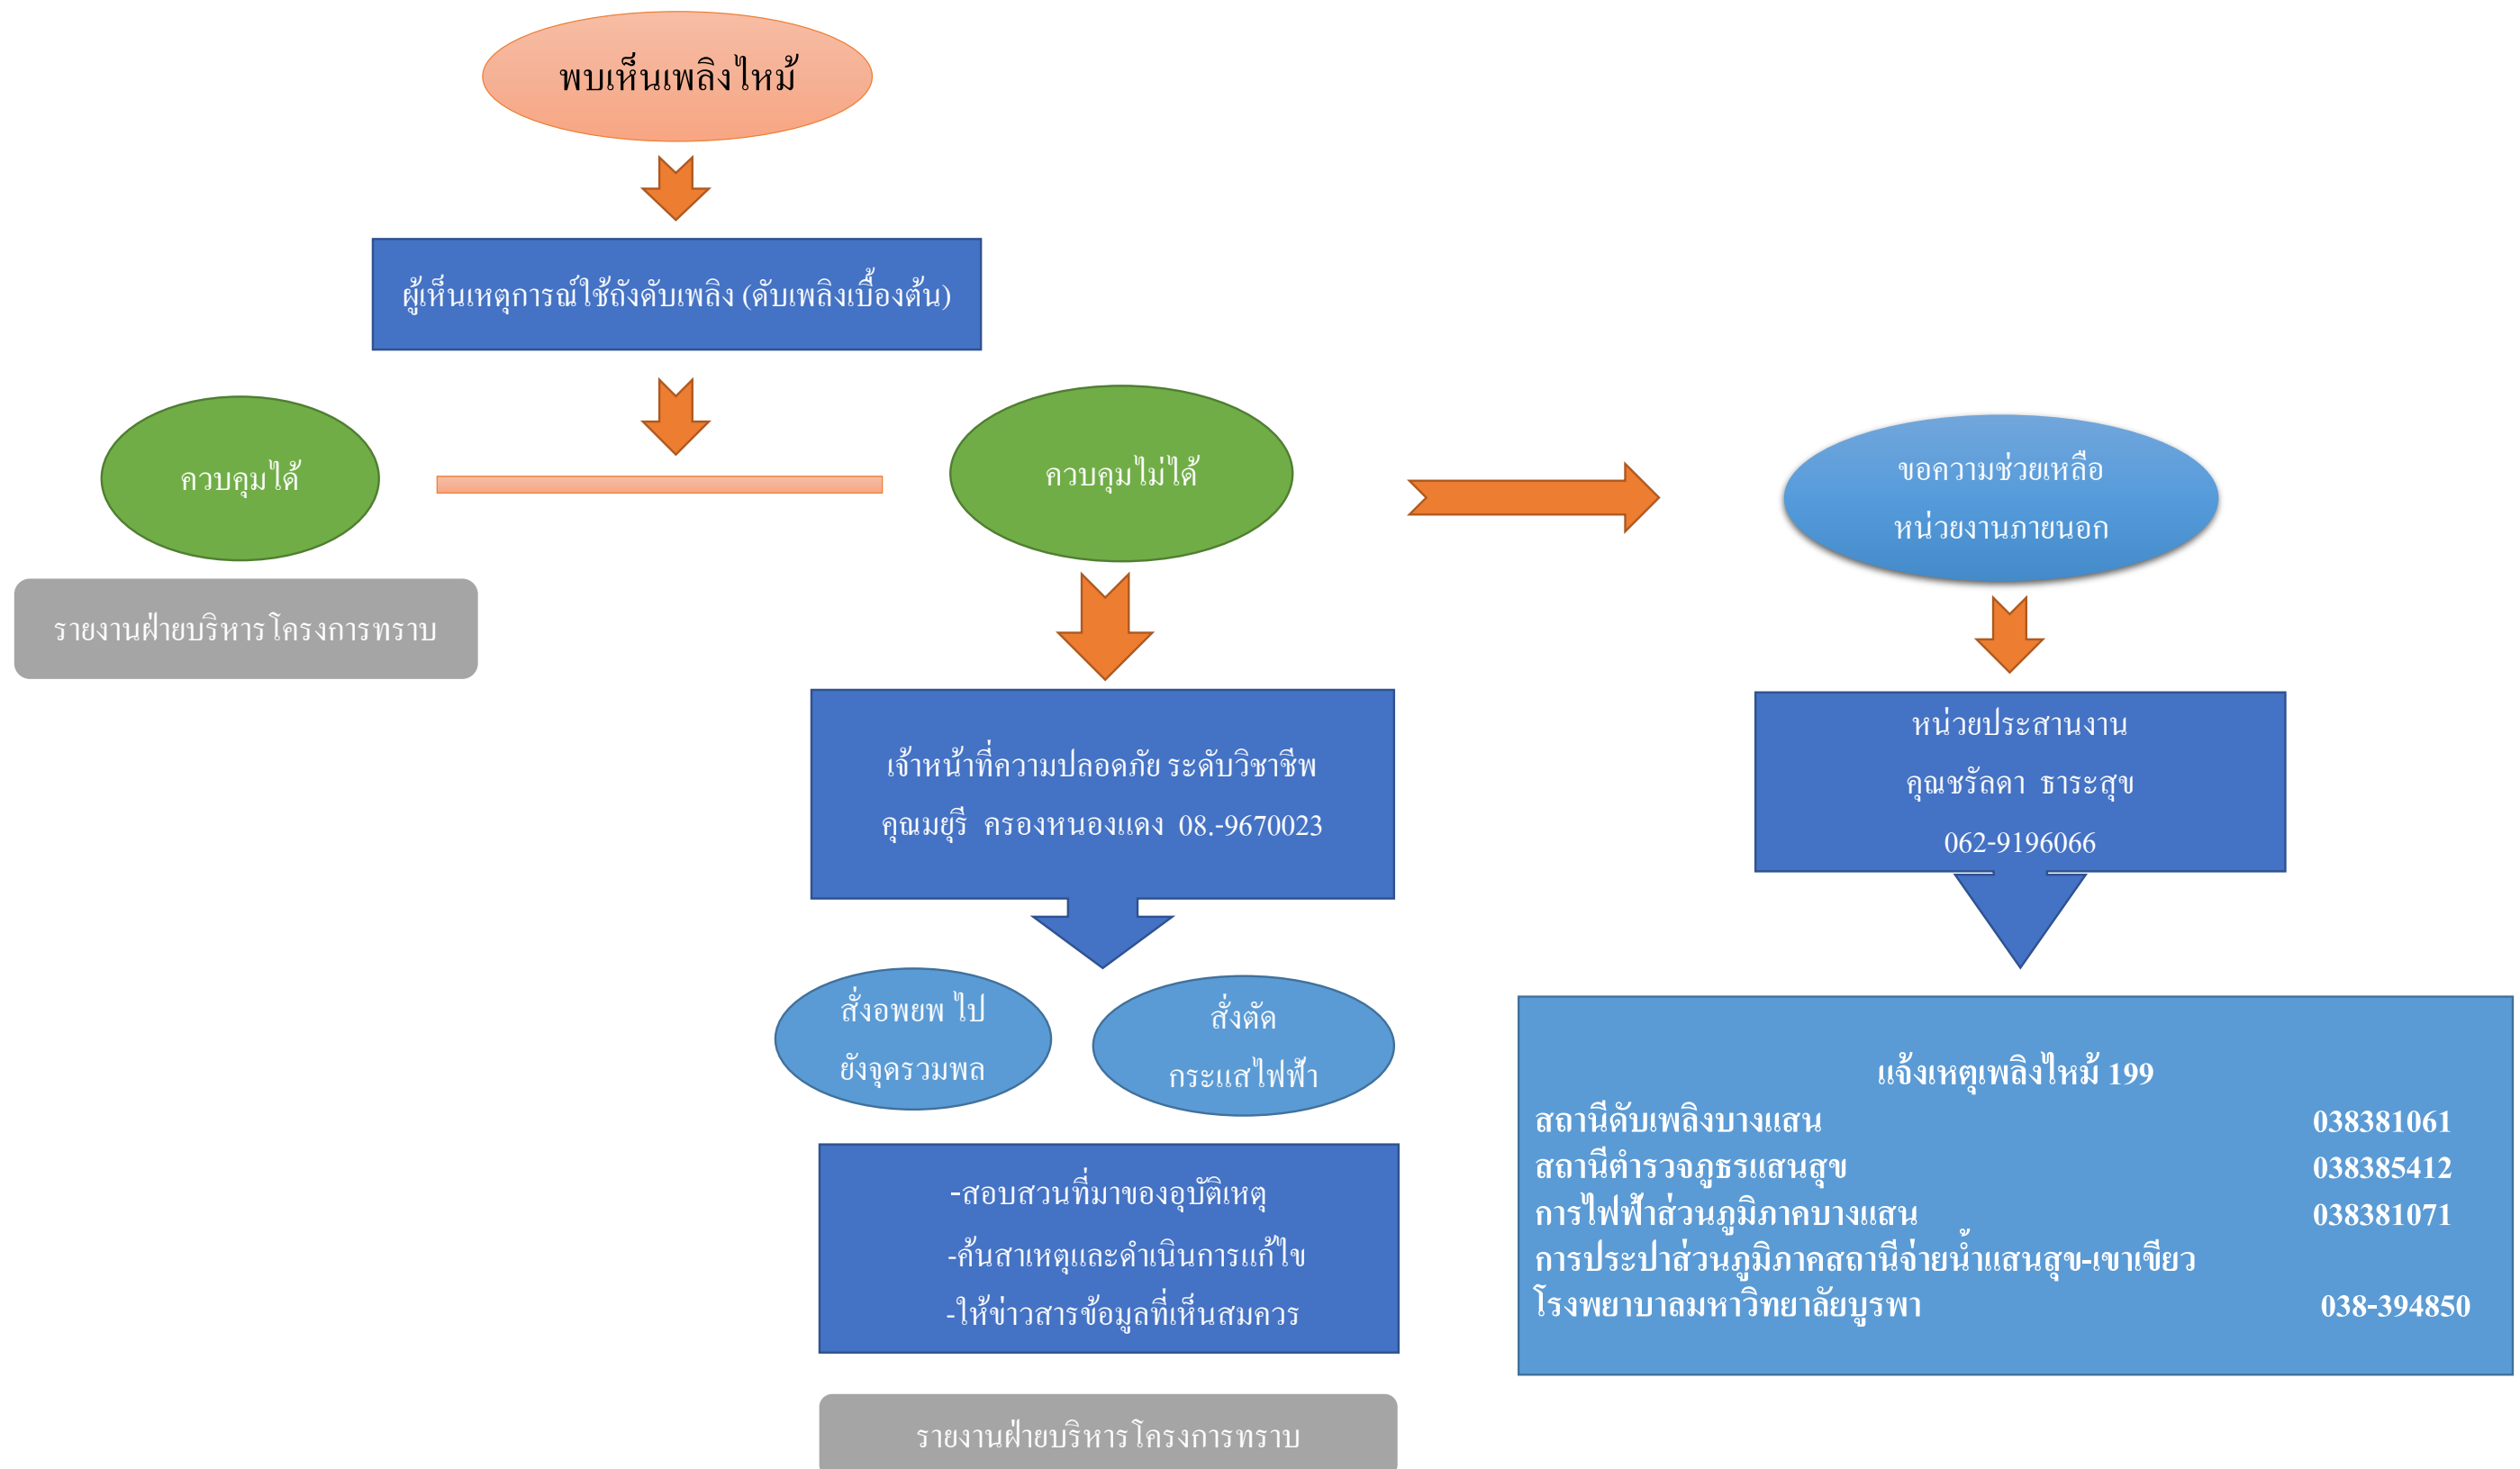 พบเห็นเพลิงไหม้
ผู้เห็นเหตุการณ์ใช้ถังดับเพลิง (ดับเพลิงเบื้องต้น)
ควบคุมได้
ควบคุมไม่ได้
ขอความช่วยเหลือ
หน่วยงานภายนอก
รายงานฝ่ายบริหารโครงการทราบ
เจ้าหน้าที่ความปลอดภัย ระดับวิชาชีพ
คุณมยุรี ครองหนองแดง 08.-9670023
หน่วยประสานงาน
คุณชรัลดา ธาระสุข
062-9196066
สั่งอพยพ ไป
ยังจุดรวมพล
สั่งตัด
กระแสไฟฟ้า
-สอบสวนที่มาของอุบัติเหตุ
-ค้นสาเหตุและดำเนินการแก้ไข
-ให้ข่าวสารข้อมูลที่เห็นสมควร
รายงานฝ่ายบริหารโครงการทราบ
แจ้งเหตุเพลิงไหม้ 199
สถานีดับเพลิงบางแสน 038381061
สถานีตำรวจภูธรแสนสุข 038385412
การไฟฟ้าส่วนภูมิภาคบางแสน 038381071
การประปาส่วนภูมิภาคสถานีจ่ายน้ำแสนสุข-เขาเขียว
โรงพยาบาลมหาวิทยาลัยบูรพา 038-394850